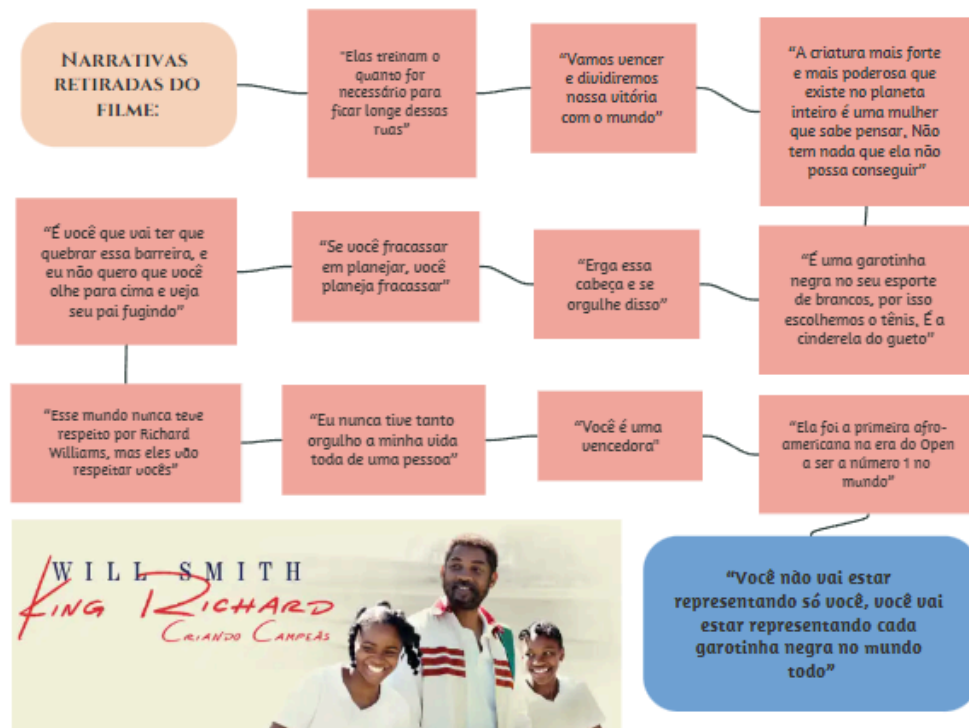 NARRATIVAS
RETIRADAS DO
FILME:
"Elas treinam o
quanto for
necessário para
ficar longe dessas
ruas"
"Vamos vencer
e dividiremos
nossa vitória
com o mundo"
"A criatura mais forte
e mais poderosa que
existe no planeta
inteiro é uma mulher
que sabe pensar, Não
tem nada que ela não
possa conseguir"
"É uma garotinha
negra no seu esporte
de brancos, por isso
escolhemos o tênis, É a
cinderela do gueto"
"Erga essa
cabeça e se
orgulhe disso"
"Se você fracassar
em planejar, você
planeja fracassar"
"É você que vai ter que
quebrar essa barreira, e
eu não quero que você
olhe para cima e veja
seu pai fugindo"
"Esse mundo nunca teve
respeito por Richard
Williams, mas eles vão
respeitar vocês"
"Eu nunca tive tanto
orgulho a minha vida
toda de uma pessoa"
"Você é uma
vencedora"
"Ela foi a primeira afro-
americana na era do Open
a ser a número 1 no
mundo"
"Você não vai estar
representando só você, você vai
estar representando cada
garotinha negra no mundo
todo"
WILL SMITH
KING RICHARD
CRIANDO CAMPEÃS